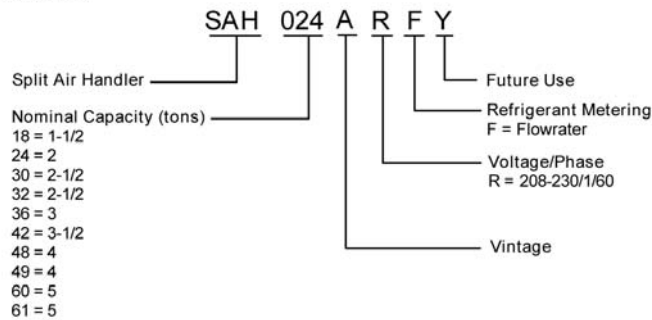 SAH 024 A R F Y
Split Air Handler
Nominal Capacity (tons)
18 = 1-1/2
24 = 2
30 = 2-1/2
32 = 2-1/2
36 = 3
42 = 3-1/2
48 = 4
49 = 4
60 = 5
61 = 5
Future Use
Refrigerant Metering
F = Flowrater
Voltage/Phase
R = 208-230/1/60
Vintage